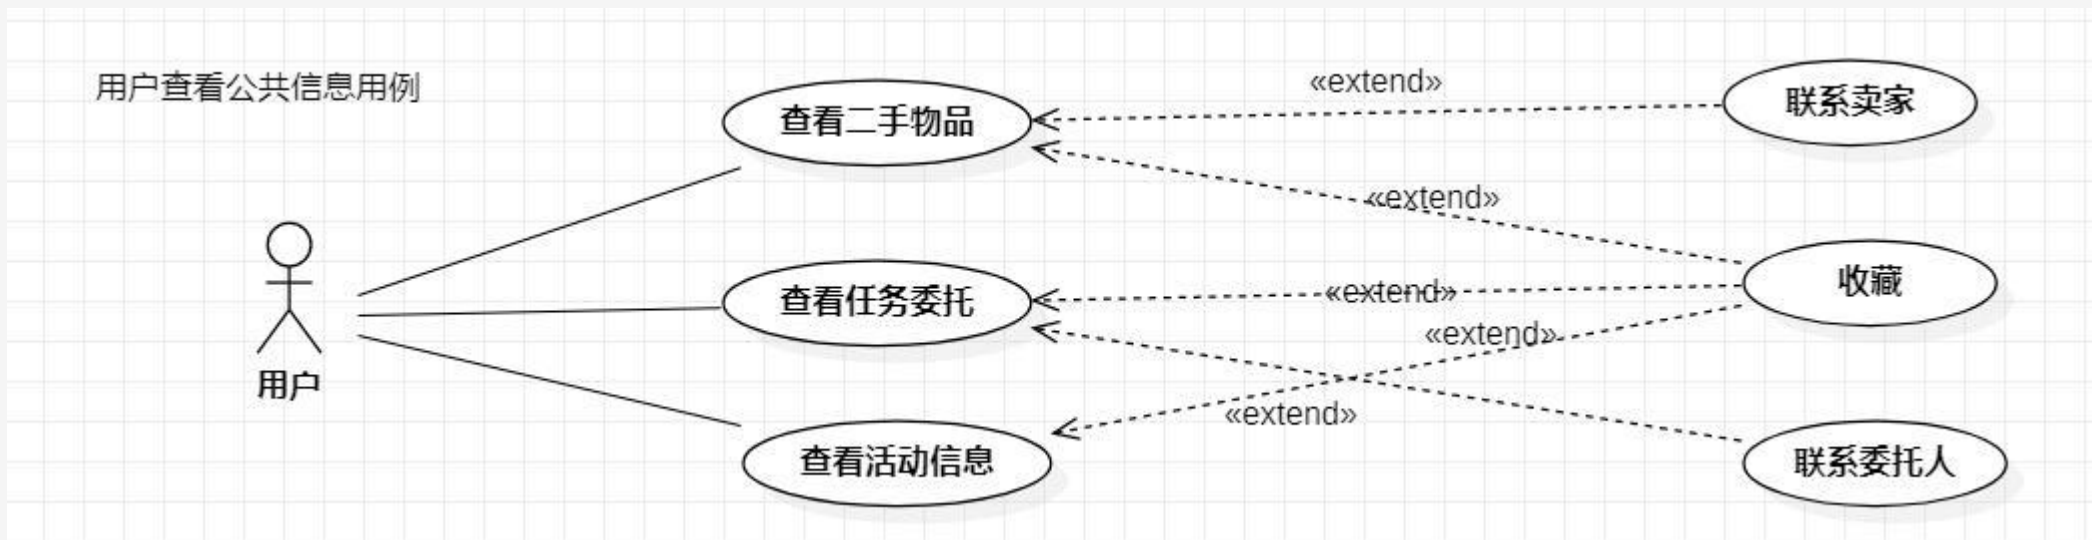 用户查看公共信息用例
查看二手物品
«extend»
联系卖家
«extend»
用户
查看任务委托
«extend»
收藏
«extend»
查看活动信息
«extend»
联系委托人